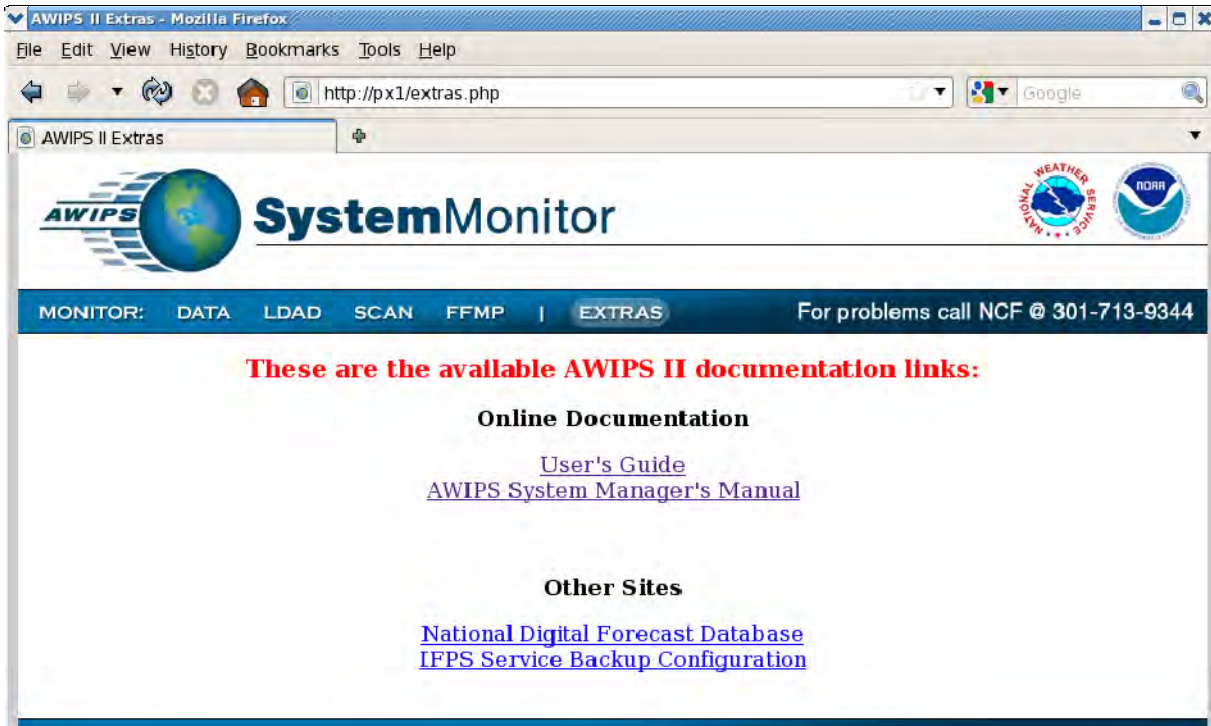 AWIPS II Extras - Mozilla Firefox
File Edit View History Bookmarks Tools Help
http://px1/extras.php
Google
AWIPS II Extras
AWIPS
SystemMonitor
NATIONAL WEATHER SERVICE
NOAA
MONITOR: DATA LDAD SCAN FFMP | EXTRAS For problems call NCF @ 301-713-9344
These are the available AWIPS II documentation links:
Online Documentation
User's Guide
AWIPS System Manager's Manual
Other Sites
National Digital Forecast Database
IFPS Service Backup Configuration